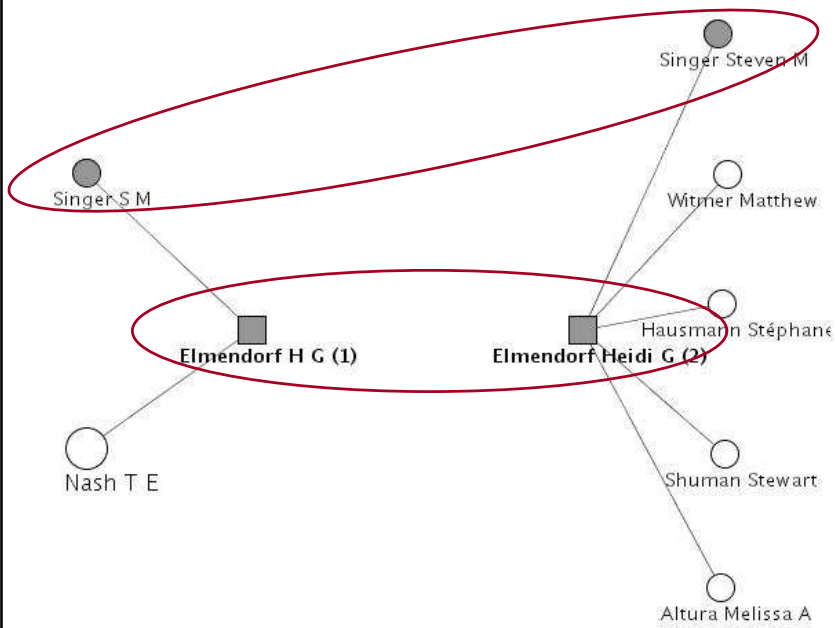 Singer Steven M
Singer S M
Witmer Matthew
Hausmann Stéphane
Elmendorf H G (1)
Elmendorf Heidi G (2)
Nash T E
Shuman Stewart
Altura Melissa A